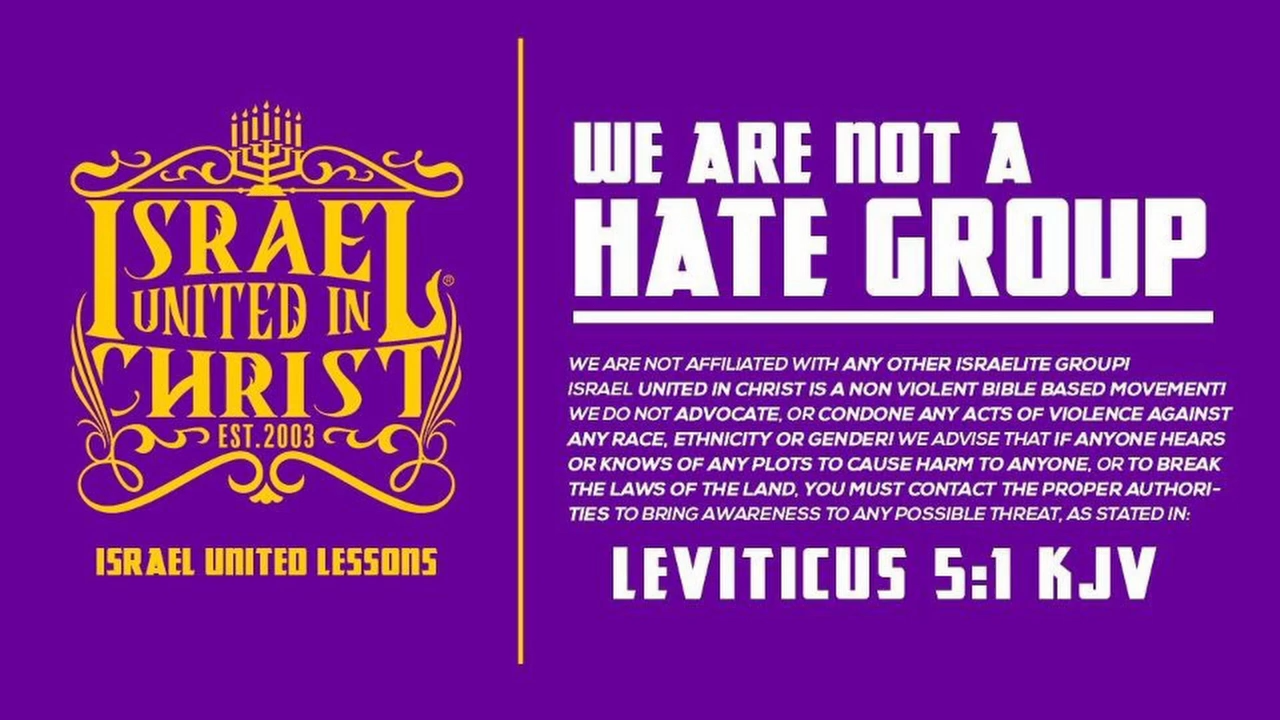 ISRAEL
UNITED IN
CHRIST
EST.2003
®
ISRAEL UNITED LESSONS
WE ARE NOT A
HATE GROUP
WE ARE NOT AFFILIATED WITH ANY OTHER ISRAELITE GROUP!
ISRAEL UNITED IN CHRIST IS A NON VIOLENT BIBLE BASED MOVEMENT!
WE DO NOT ADVOCATE, OR CONDONE ANY ACTS OF VIOLENCE AGAINST
ANY RACE, ETHNICITY OR GENDER! WE ADVISE THAT IF ANYONE HEARS
OR KNOWS OF ANY PLOTS TO CAUSE HARM TO ANYONE, OR TO BREAK
THE LAWS OF THE LAND, YOU MUST CONTACT THE PROPER AUTHORI-
TIES TO BRING AWARENESS TO ANY POSSIBLE THREAT, AS STATED IN:
LEVITICUS 5:1 KJV